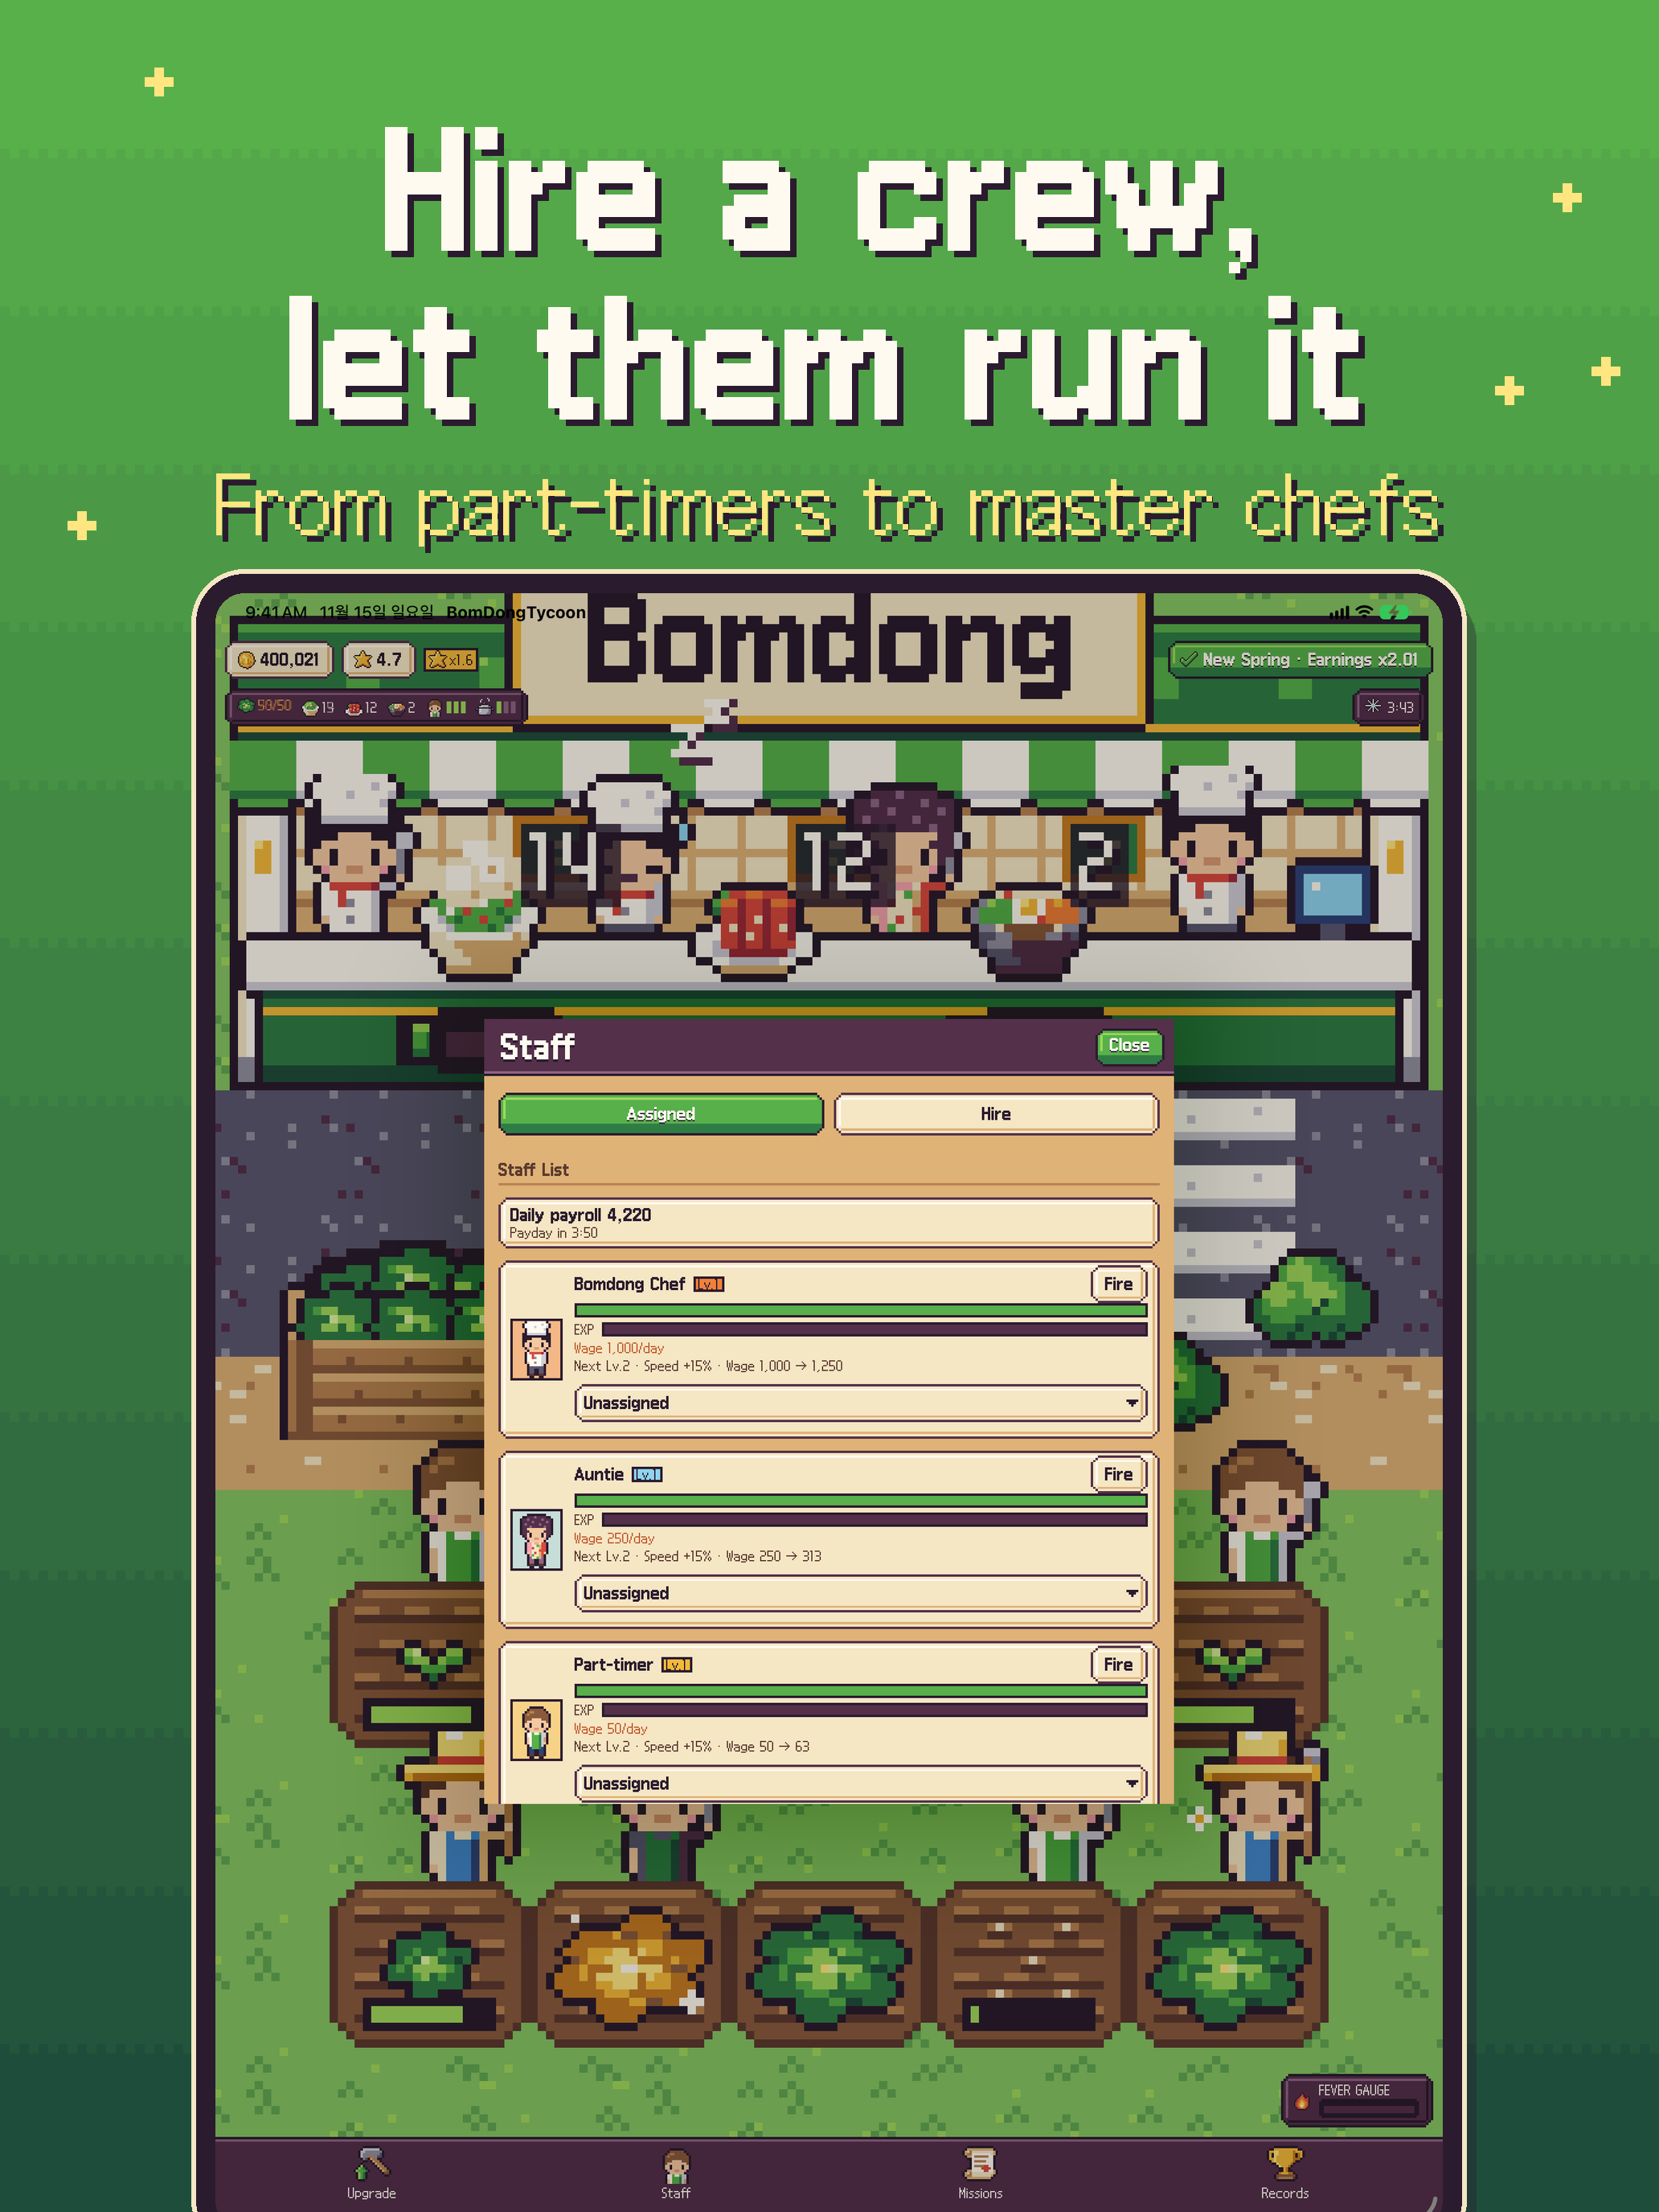 Hire a crew,
let them run it
From part-timers to master chefs
9:41 AM 11월 15일 일요일 BomDongTycoon
Bomdong
400,021 4.7 x1.6
New Spring · Earnings x2.01
50/50 19 12 2
3:43
14 12 2
Staff
Close
Assigned Hire
Staff List
Daily payroll 4,220
Payday in 3:50
Bomdong Chef Lv.1 Fire
EXP
Wage 1,000/day
Next Lv.2 · Speed +15% · Wage 1,000 → 1,250
Unassigned
Auntie Lv.1 Fire
EXP
Wage 250/day
Next Lv.2 · Speed +15% · Wage 250 → 313
Unassigned
Part-timer Lv.1 Fire
EXP
Wage 50/day
Next Lv.2 · Speed +15% · Wage 50 → 63
Unassigned
FEVER GAUGE
Upgrade Staff Missions Records